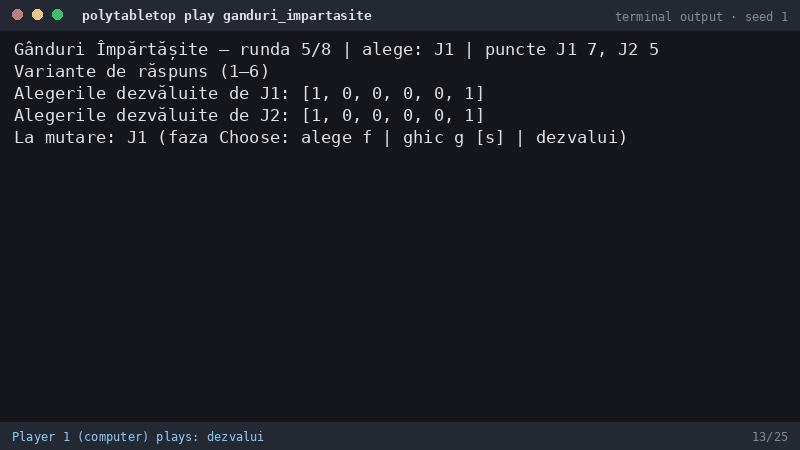 polytabletop play ganduri_impartasite
terminal output · seed 1
Gânduri Împărtășite — runda 5/8 | alege: J1 | puncte J1 7, J2 5
Variante de răspuns (1–6)
Alegerile dezvăluite de J1: [1, 0, 0, 0, 0, 1]
Alegerile dezvăluite de J2: [1, 0, 0, 0, 0, 1]
La mutare: J1 (faza Choose: alege f | ghic g [s] | dezvalui)
Player 1 (computer) plays: dezvalui
13/25